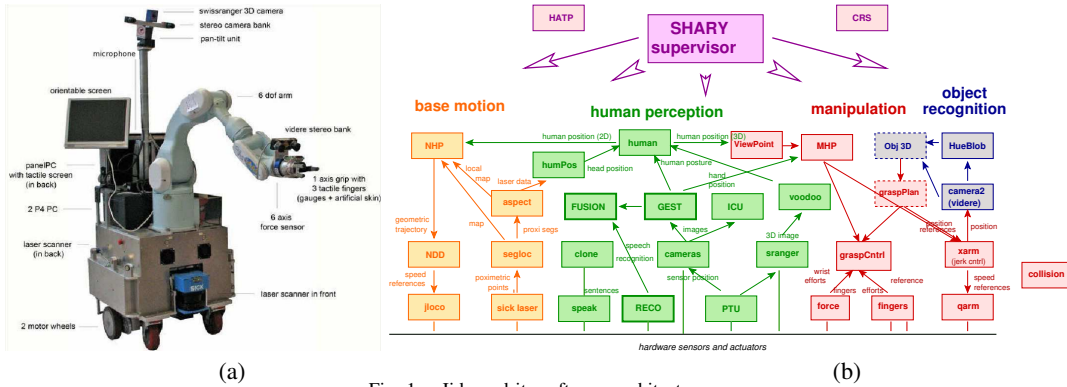 swissranger 3D camera
stereo camera bank
pan-tilt unit
microphone
orientable screen
6 dof arm
videre stereo bank
panelPC
with tactile screen
(in back)
1 axis grip with
3 tactile fingers
(gauges + artificial skin)
2 P4 PC
6 axis
force sensor
laser scanner
(in back)
laser scanner in front
2 motor wheels
(a)
HATP
SHARY
supervisor
CRS
base motion
human perception
manipulation
object
recognition
human position (2D)
human position (3D)
NHP
human
ViewPoint
MHP
Obj 3D
HueBlob
local
map
humPos
head position
human posture
hand
position
laser data
aspect
FUSION
GEST
ICU
voodoo
graspPlan
camera2
(videre)
geometric
trajectory
map
proxi segs
images
3D image
position
references
position
speech
recognition
NDD
segloc
clone
cameras
sranger
graspCntrl
xarm
(jerk cntrl)
collision
speed
references
poximetric
points
sentences
sensor position
wrist
efforts
reference
fingers
efforts
speed
references
jloco
sick laser
speak
RECO
PTU
force
fingers
qarm
hardware sensors and actuators
(b)